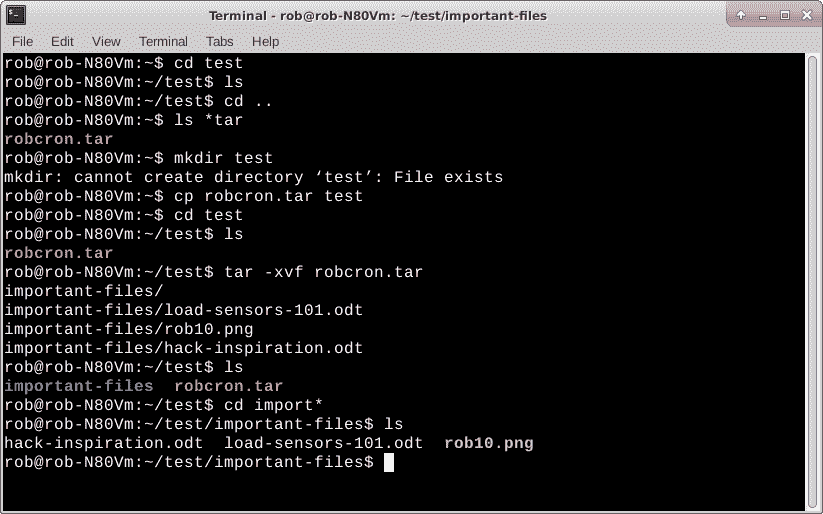 Terminal - rob@rob-N80Vm: ~/test/important-files
File Edit View Terminal Tabs Help
rob@rob-N80Vm:~$ cd test
rob@rob-N80Vm:~/test$ ls
rob@rob-N80Vm:~/test$ cd ..
rob@rob-N80Vm:~$ ls *tar
robcron.tar
rob@rob-N80Vm:~$ mkdir test
mkdir: cannot create directory ‘test’: File exists
rob@rob-N80Vm:~$ cp robcron.tar test
rob@rob-N80Vm:~$ cd test
rob@rob-N80Vm:~/test$ ls
robcron.tar
rob@rob-N80Vm:~/test$ tar -xvf robcron.tar
important-files/
important-files/load-sensors-101.odt
important-files/rob10.png
important-files/hack-inspiration.odt
rob@rob-N80Vm:~/test$ ls
important-files  robcron.tar
rob@rob-N80Vm:~/test$ cd import*
rob@rob-N80Vm:~/test/important-files$ ls
hack-inspiration.odt  load-sensors-101.odt  rob10.png
rob@rob-N80Vm:~/test/important-files$